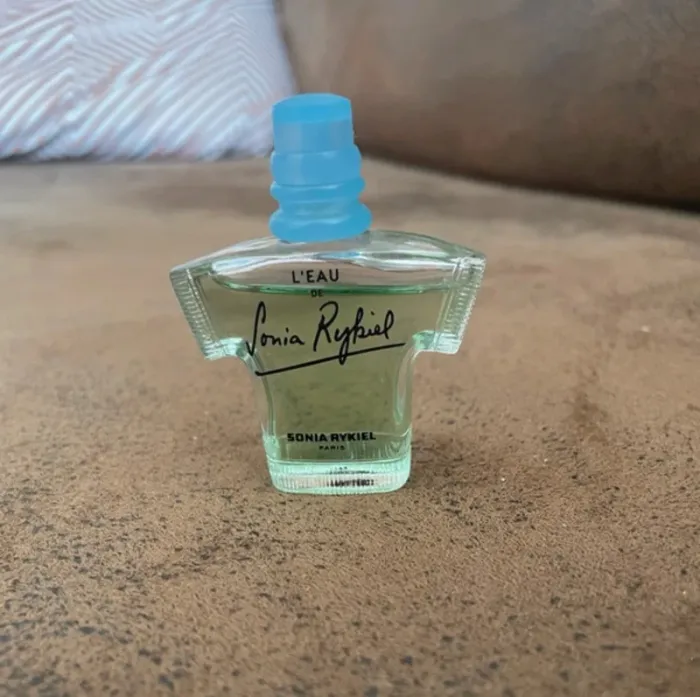 L'EAU
DE
Sonia Rykiel
SONIA RYKIEL
PARIS